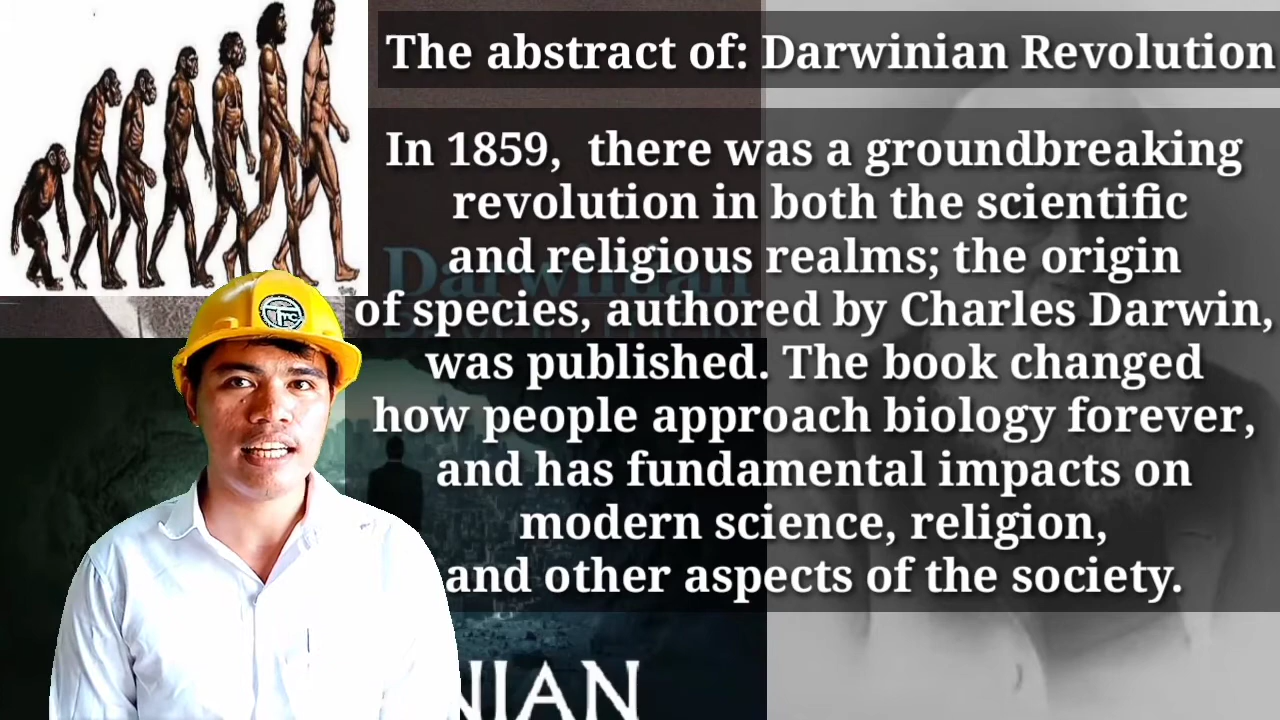 The abstract of: Darwinian Revolution
In 1859, there was a groundbreaking
revolution in both the scientific
and religious realms; the origin
of species, authored by Charles Darwin,
was published. The book changed
how people approach biology forever,
and has fundamental impacts on
modern science, religion,
and other aspects of the society.
Darwinian
NIAN